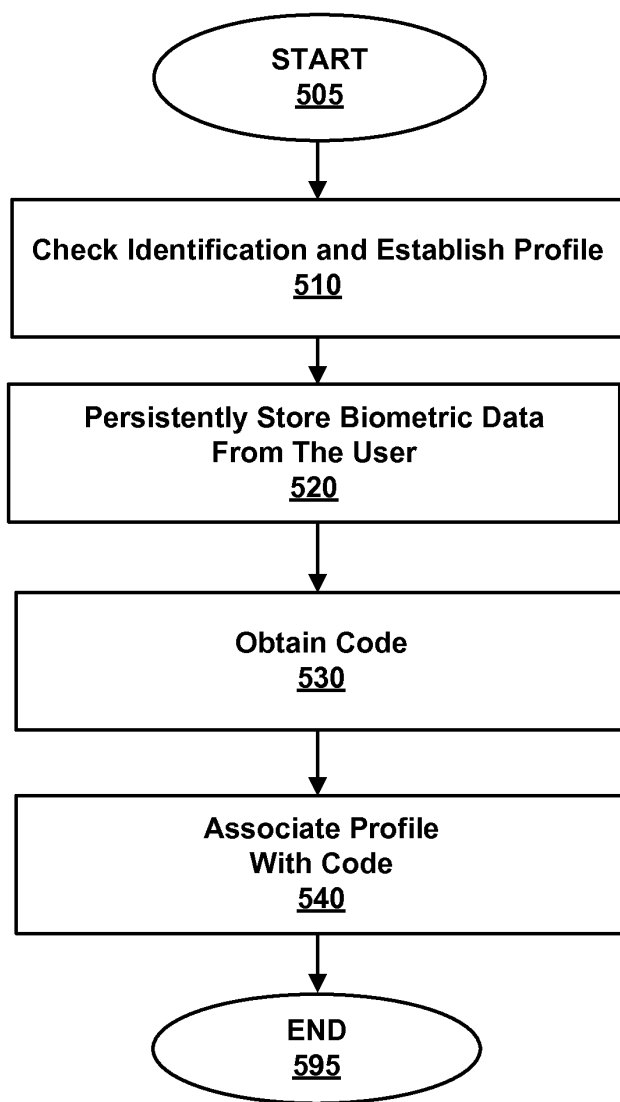 START
505
Check Identification and Establish Profile
510
Persistently Store Biometric Data
From The User
520
Obtain Code
530
Associate Profile
With Code
540
END
595